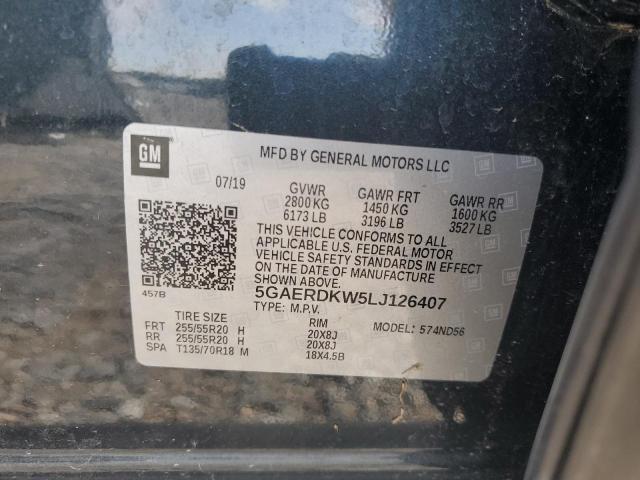 GM
MFD BY GENERAL MOTORS LLC
07/19 GVWR GAWR FRT GAWR RR
2800 KG 1450 KG 1600 KG
6173 LB 3196 LB 3527 LB
THIS VEHICLE CONFORMS TO ALL
APPLICABLE U.S. FEDERAL MOTOR
VEHICLE SAFETY STANDARDS IN EFFECT
ON THE DATE OF MANUFACTURE
SHOWN ABOVE.
457B 5GAERDKW5LJ126407
TYPE: M.P.V. MODEL: 574ND56
TIRE SIZE RIM
FRT 255/55R20 H 20X8J
RR 255/55R20 H 20X8J
SPA T135/70R18 M 18X4.5B